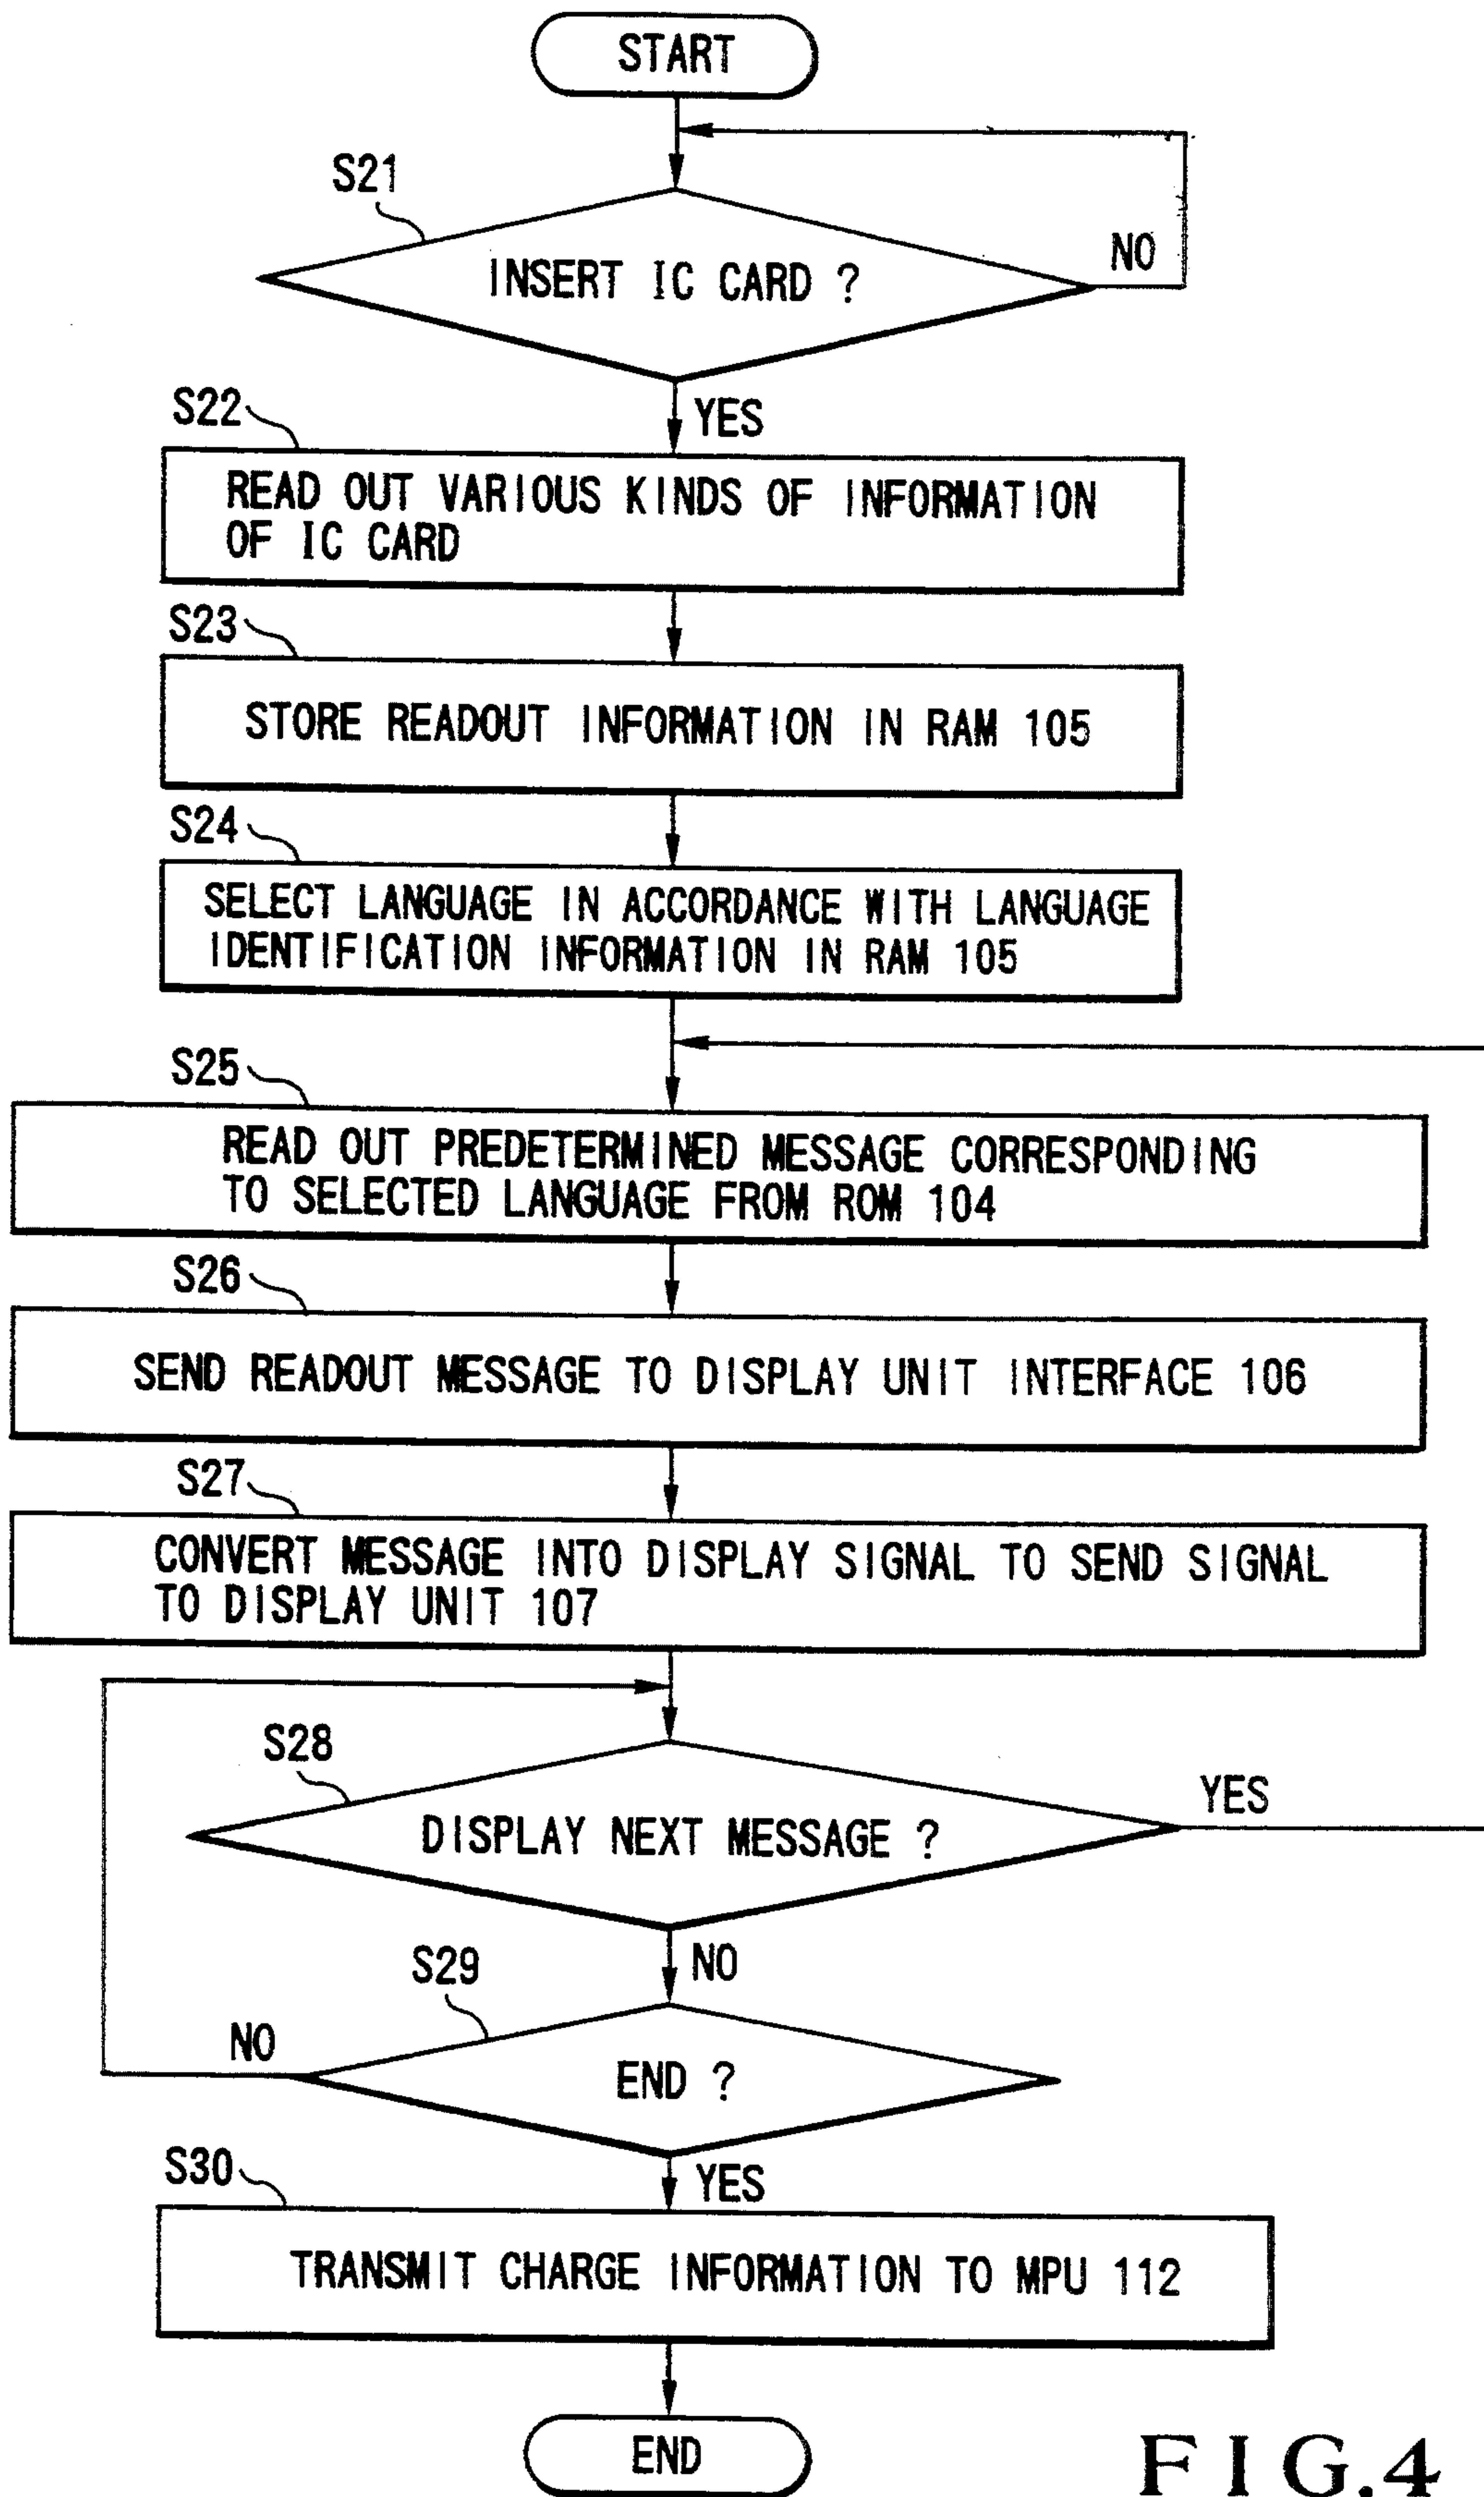 START
S21
INSERT IC CARD ?
NO
YES
S22
READ OUT VARIOUS KINDS OF INFORMATION
OF IC CARD
S23
STORE READOUT INFORMATION IN RAM 105
S24
SELECT LANGUAGE IN ACCORDANCE WITH LANGUAGE
IDENTIFICATION INFORMATION IN RAM 105
S25
READ OUT PREDETERMINED MESSAGE CORRESPONDING
TO SELECTED LANGUAGE FROM ROM 104
S26
SEND READOUT MESSAGE TO DISPLAY UNIT INTERFACE 106
S27
CONVERT MESSAGE INTO DISPLAY SIGNAL TO SEND SIGNAL
TO DISPLAY UNIT 107
S28
DISPLAY NEXT MESSAGE ?
YES
NO
S29
END ?
NO
YES
S30
TRANSMIT CHARGE INFORMATION TO MPU 112
END
FIG.4